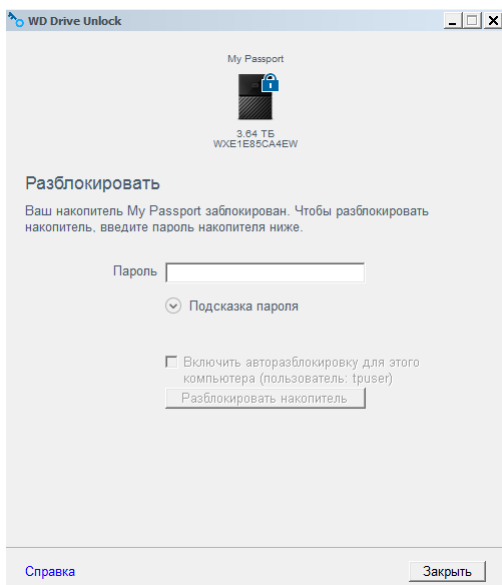 WD Drive Unlock
My Passport
3.64 ТБ
WXE1E85CA4EW
Разблокировать
Ваш накопитель My Passport заблокирован. Чтобы разблокировать
накопитель, введите пароль накопителя ниже.
Пароль
Подсказка пароля
Включить авторазблокировку для этого
компьютера (пользователь: tpuser)
Разблокировать накопитель
Справка
Закрыть